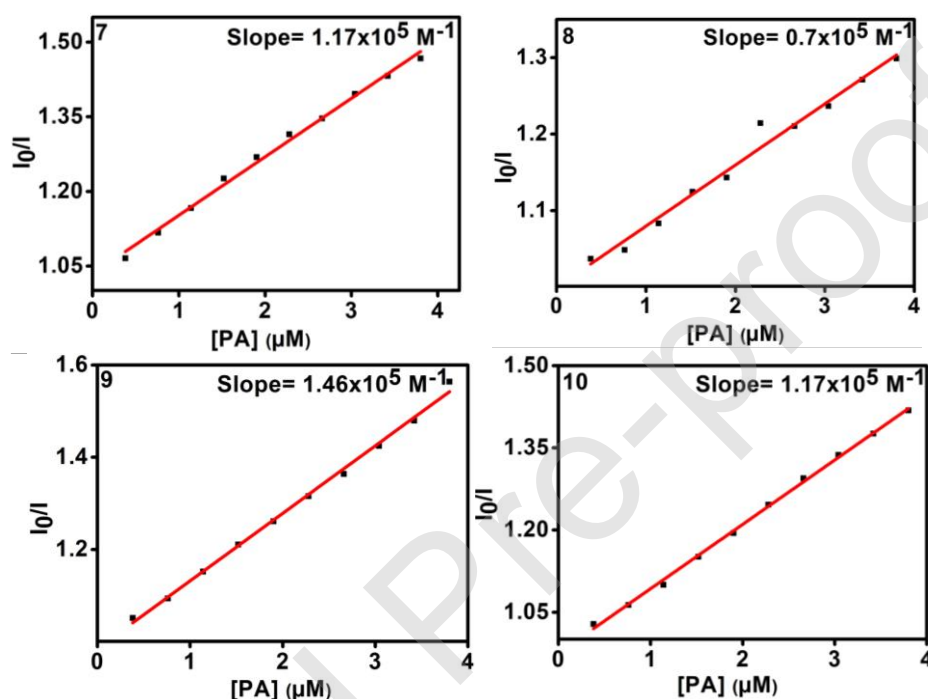 7
Slope= 1.17x10⁵ M⁻¹
1.50
1.35
1.20
1.05
I₀/I
0 1 2 3 4
[PA] (µM)
8
Slope= 0.7x10⁵ M⁻¹
1.3
1.2
1.1
I₀/I
0 1 2 3 4
[PA] (µM)
9
Slope= 1.46x10⁵ M⁻¹
1.6
1.4
1.2
I₀/I
0 1 2 3 4
[PA] (µM)
10
Slope= 1.17x10⁵ M⁻¹
1.50
1.35
1.20
1.05
I₀/I
0 1 2 3 4
[PA] (µM)
Pre-proof